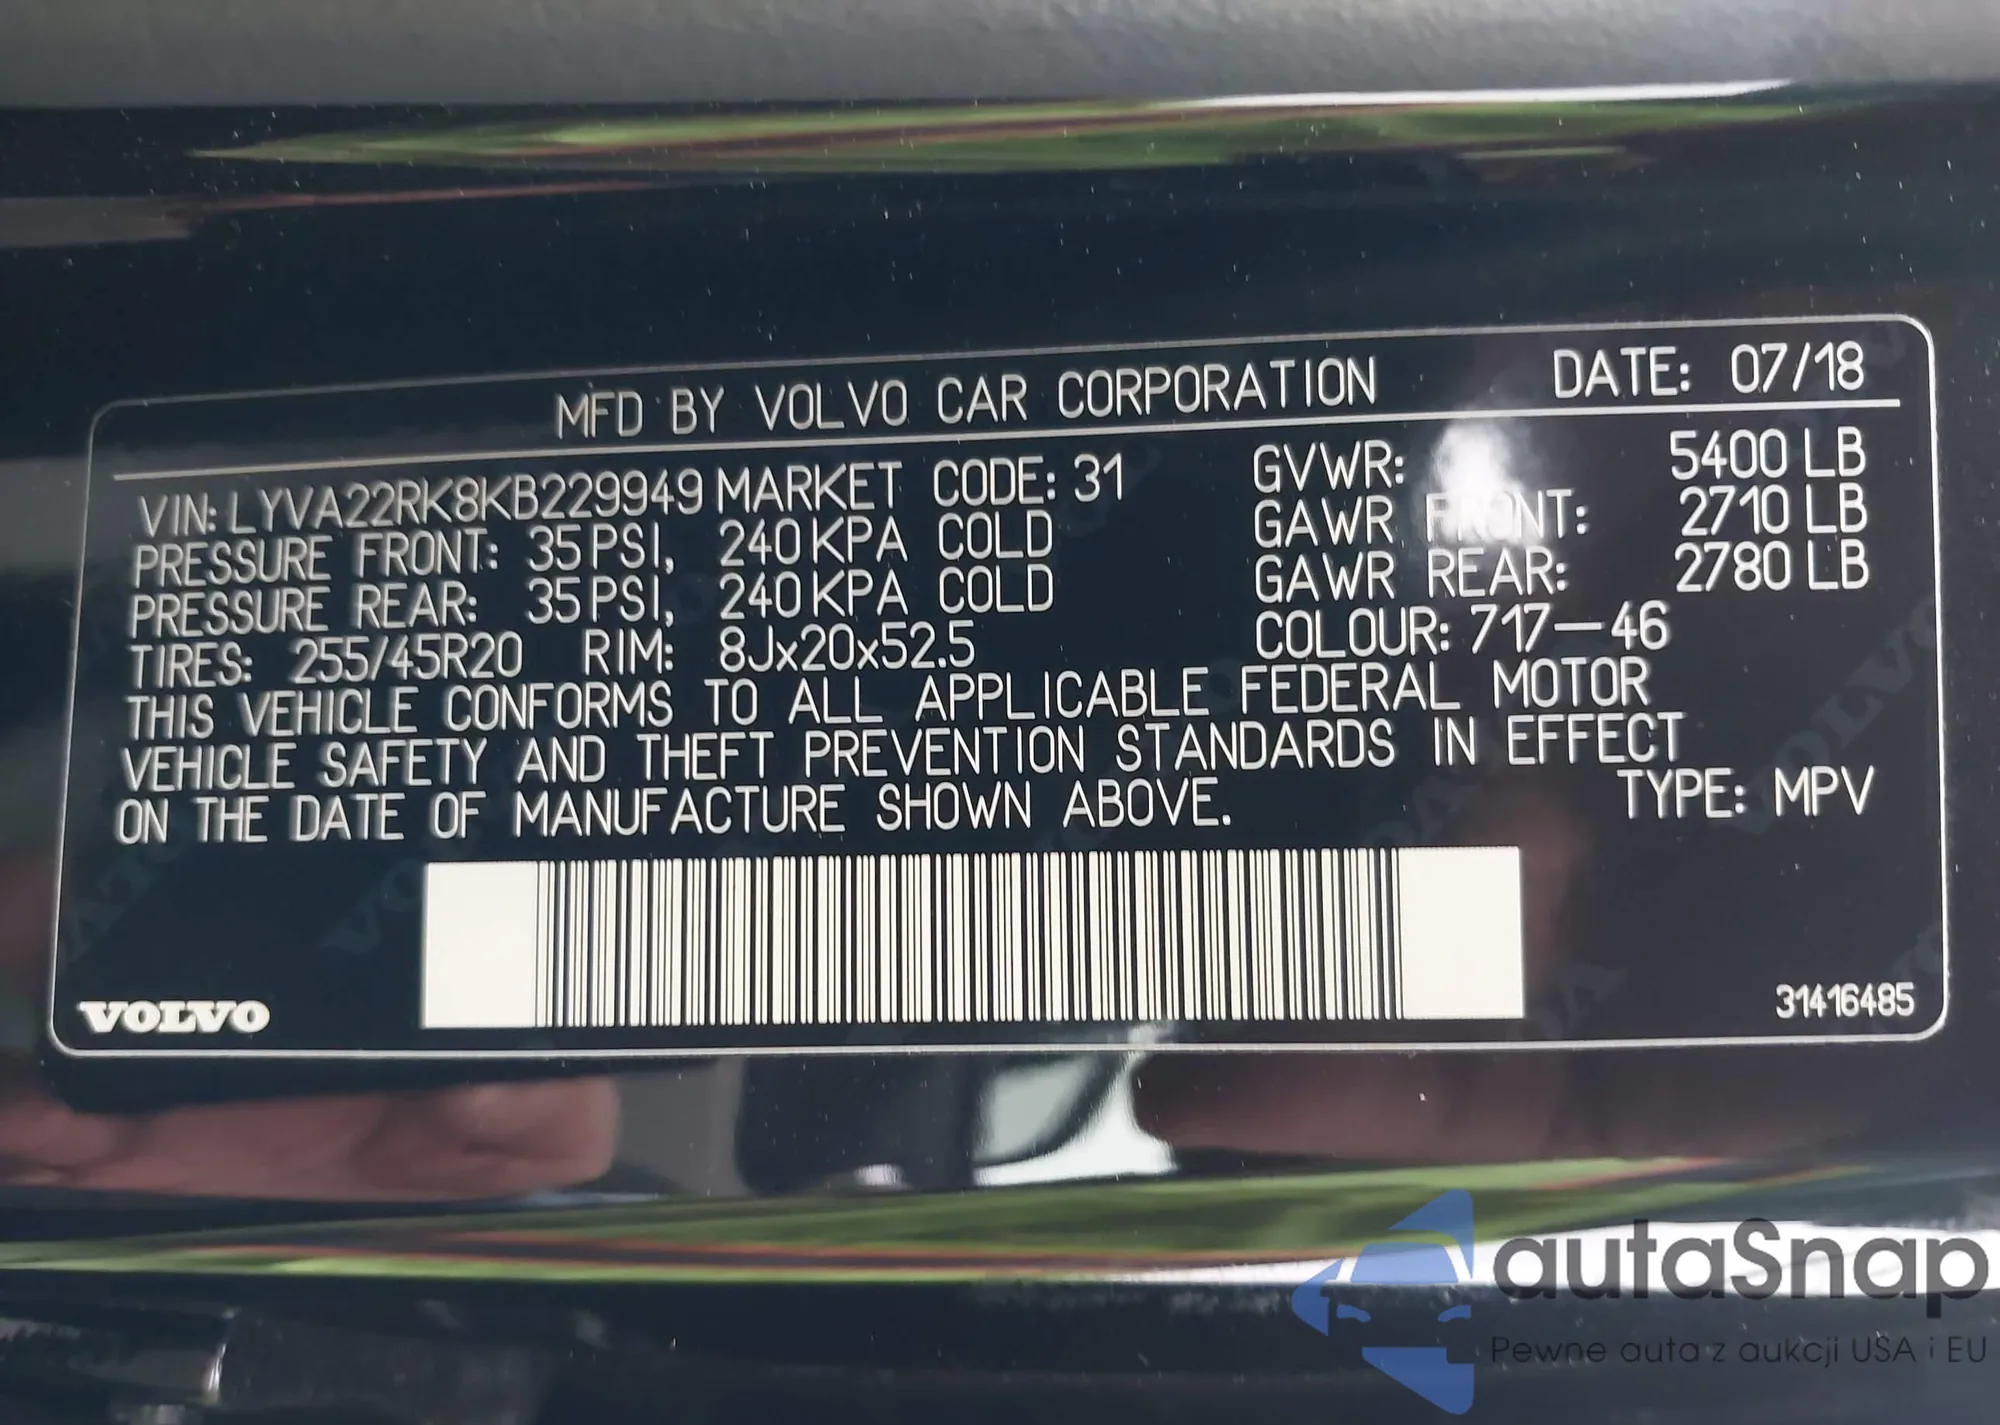 MFD BY VOLVO CAR CORPORATION DATE: 07/18
VIN: LYVA22RK8KB229949 MARKET CODE: 31 GVWR: 5400 LB
PRESSURE FRONT: 35 PSI, 240 KPA COLD GAWR FRONT: 2710 LB
PRESSURE REAR: 35 PSI, 240 KPA COLD GAWR REAR: 2780 LB
TIRES: 255/45R20 RIM: 8Jx20x52.5 COLOUR: 717-46
THIS VEHICLE CONFORMS TO ALL APPLICABLE FEDERAL MOTOR
VEHICLE SAFETY AND THEFT PREVENTION STANDARDS IN EFFECT
ON THE DATE OF MANUFACTURE SHOWN ABOVE. TYPE: MPV
VOLVO 31416485
autaSnap
Pewne auta z aukcji USA i EU